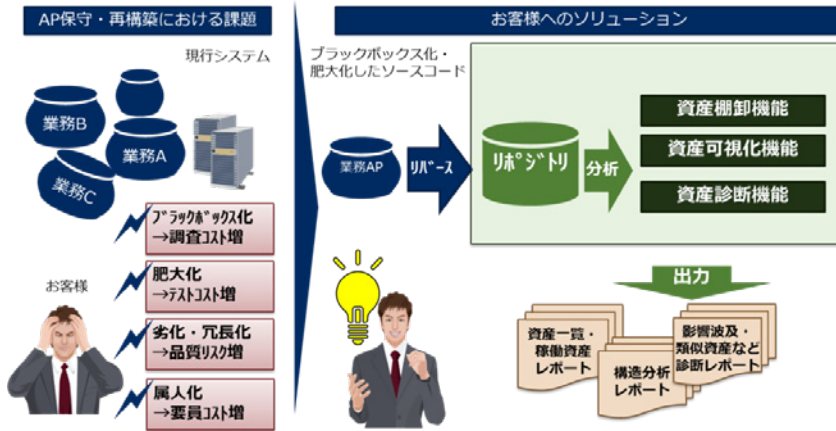 AP保守・再構築における課題
現行システム
業務B
業務A
業務C
ﾌﾞﾗｯｸﾎﾞｯｸｽ化
→調査ｺｽﾄ増
肥大化
→ﾃｽﾄｺｽﾄ増
劣化・冗長化
→品質ﾘｽｸ増
属人化
→要員ｺｽﾄ増
お客様
お客様へのソリューション
ブラックボックス化・
肥大化したソースコード
業務AP
ﾘﾊﾞｰｽ
ﾘﾎﾟｼﾞﾄﾘ
分析
資産棚卸機能
資産可視化機能
資産診断機能
出力
資産一覧・
稼働資産
レポート
構造分析
レポート
影響波及・
類似資産など
診断レポート